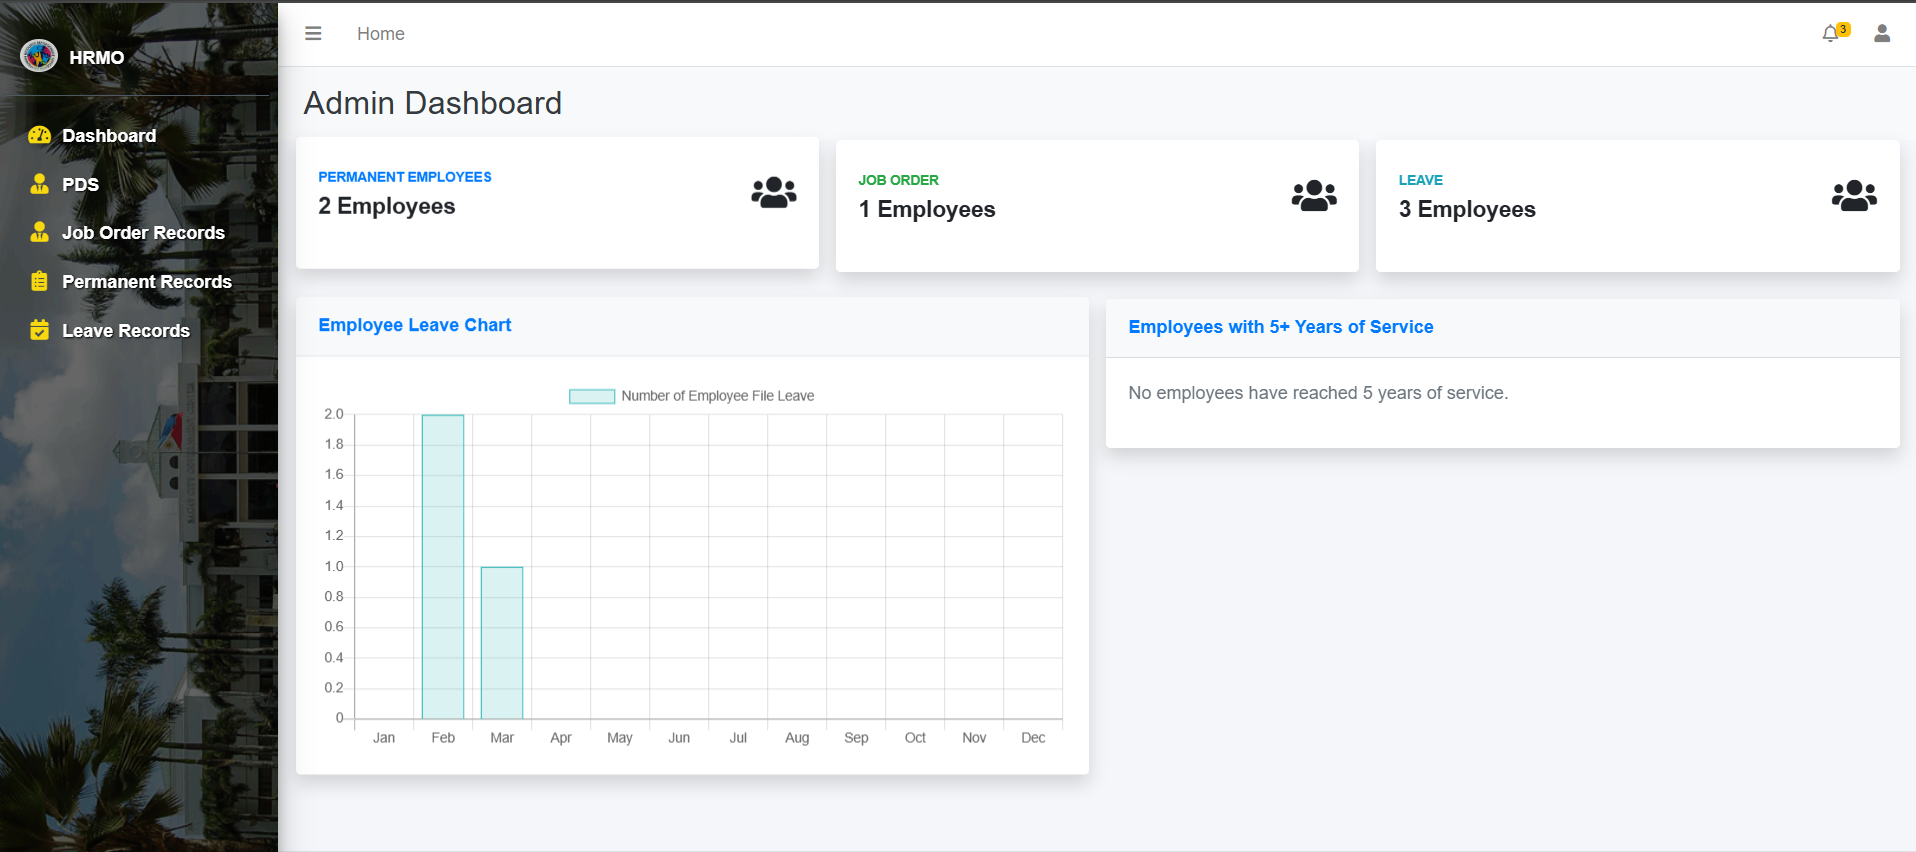 HRMO
Dashboard
PDS
Job Order Records
Permanent Records
Leave Records
Home
3
Admin Dashboard
PERMANENT EMPLOYEES
2 Employees
JOB ORDER
1 Employees
LEAVE
3 Employees
Employee Leave Chart
Number of Employee File Leave
2.0
1.8
1.6
1.4
1.2
1.0
0.8
0.6
0.4
0.2
0
Jan Feb Mar Apr May Jun Jul Aug Sep Oct Nov Dec
Employees with 5+ Years of Service
No employees have reached 5 years of service.